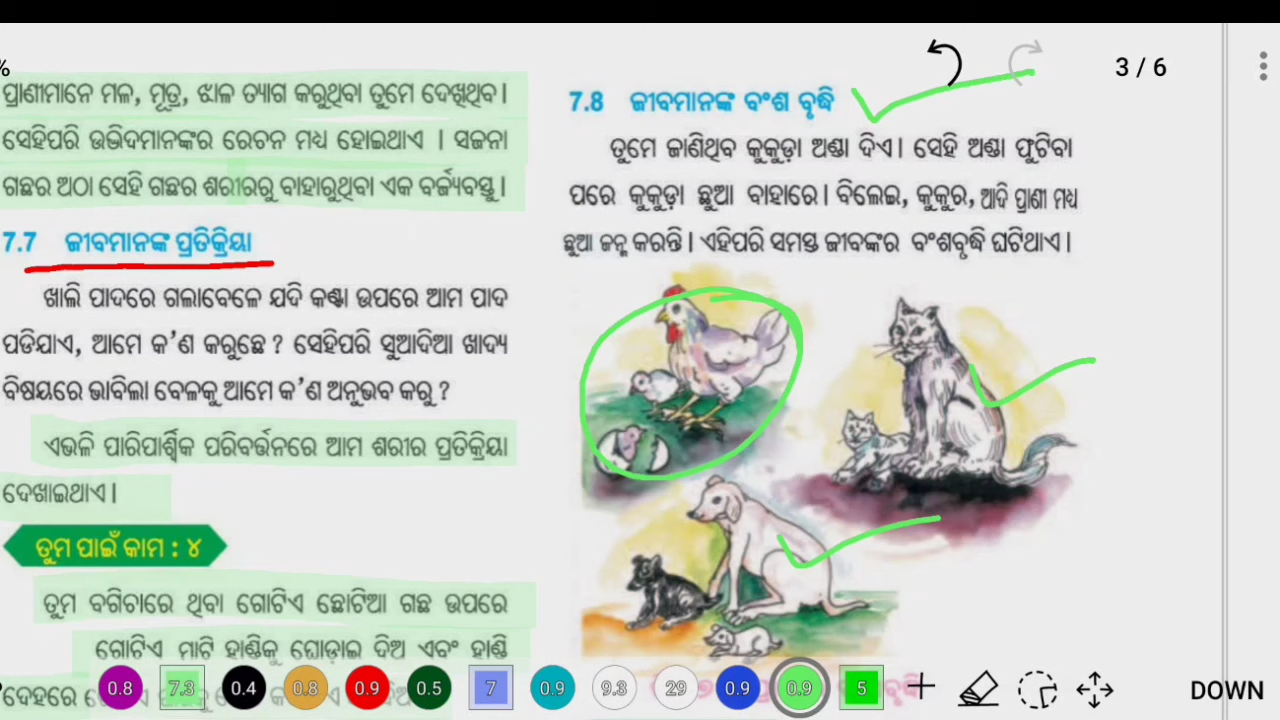 %
3 / 6
ପ୍ରାଣୀମାନେ ମଳ, ମୂତ୍ର, ଝାଳ ତ୍ୟାଗ କରୁଥିବା ତୁମେ ଦେଖିଥିବ।
ସେହିପରି ଉଦ୍ଭିଦମାନଙ୍କର ରେଚନ ମଧ୍ୟ ହୋଇଥାଏ । ସଜନା
ଗଛର ଅଠା ସେହି ଗଛର ଶରୀରରୁ ବାହାରୁଥିବା ଏକ ବର୍ଜ୍ୟବସ୍ତୁ।
7.7 ଜୀବମାନଙ୍କ ପ୍ରତିକ୍ରିୟା
ଖାଲି ପାଦରେ ଗଲାବେଳେ ଯଦି କଣ୍ଟା ଉପରେ ଆମ ପାଦ
ପଡିଯାଏ, ଆମେ କ'ଣ କରୁଛେ ? ସେହିପରି ସୁଆଦିଆ ଖାଦ୍ୟ
ବିଷୟରେ ଭାବିଲା ବେଳକୁ ଆମେ କ'ଣ ଅନୁଭବ କରୁ ?
ଏଭଳି ପାରିପାର୍ଶ୍ଵିକ ପରିବର୍ତ୍ତନରେ ଆମ ଶରୀର ପ୍ରତିକ୍ରିୟା
ଦେଖାଇଥାଏ।
ତୁମ ପାଇଁ କାମ : ୪
ତୁମ ବଗିଚାରେ ଥିବା ଗୋଟିଏ ଛୋଟିଆ ଗଛ ଉପରେ
ଗୋଟିଏ ମାଟି ହାଣ୍ଡିକୁ ଘୋଡ଼ାଇ ଦିଅ ଏବଂ ହାଣ୍ଡି
ଦେହରେ
7.8 ଜୀବମାନଙ୍କ ବଂଶ ବୃଦ୍ଧି
ତୁମେ ଜାଣିଥିବ କୁକୁଡ଼ା ଅଣ୍ଡା ଦିଏ। ସେହି ଅଣ୍ଡା ଫୁଟିବା
ପରେ କୁକୁଡ଼ା ଛୁଆ ବାହାରେ। ବିଲେଇ, କୁକୁର, ଆଦି ପ୍ରାଣୀ ମଧ୍ୟ
ଛୁଆ ଜନ୍ମ କରନ୍ତି। ଏହିପରି ସମସ୍ତ ଜୀବଙ୍କର ବଂଶବୃଦ୍ଧି ଘଟିଥାଏ।
0.8 7.3 0.4 0.8 0.9 0.5 7 0.9 9.3 29 0.9 0.9 5 DOWN